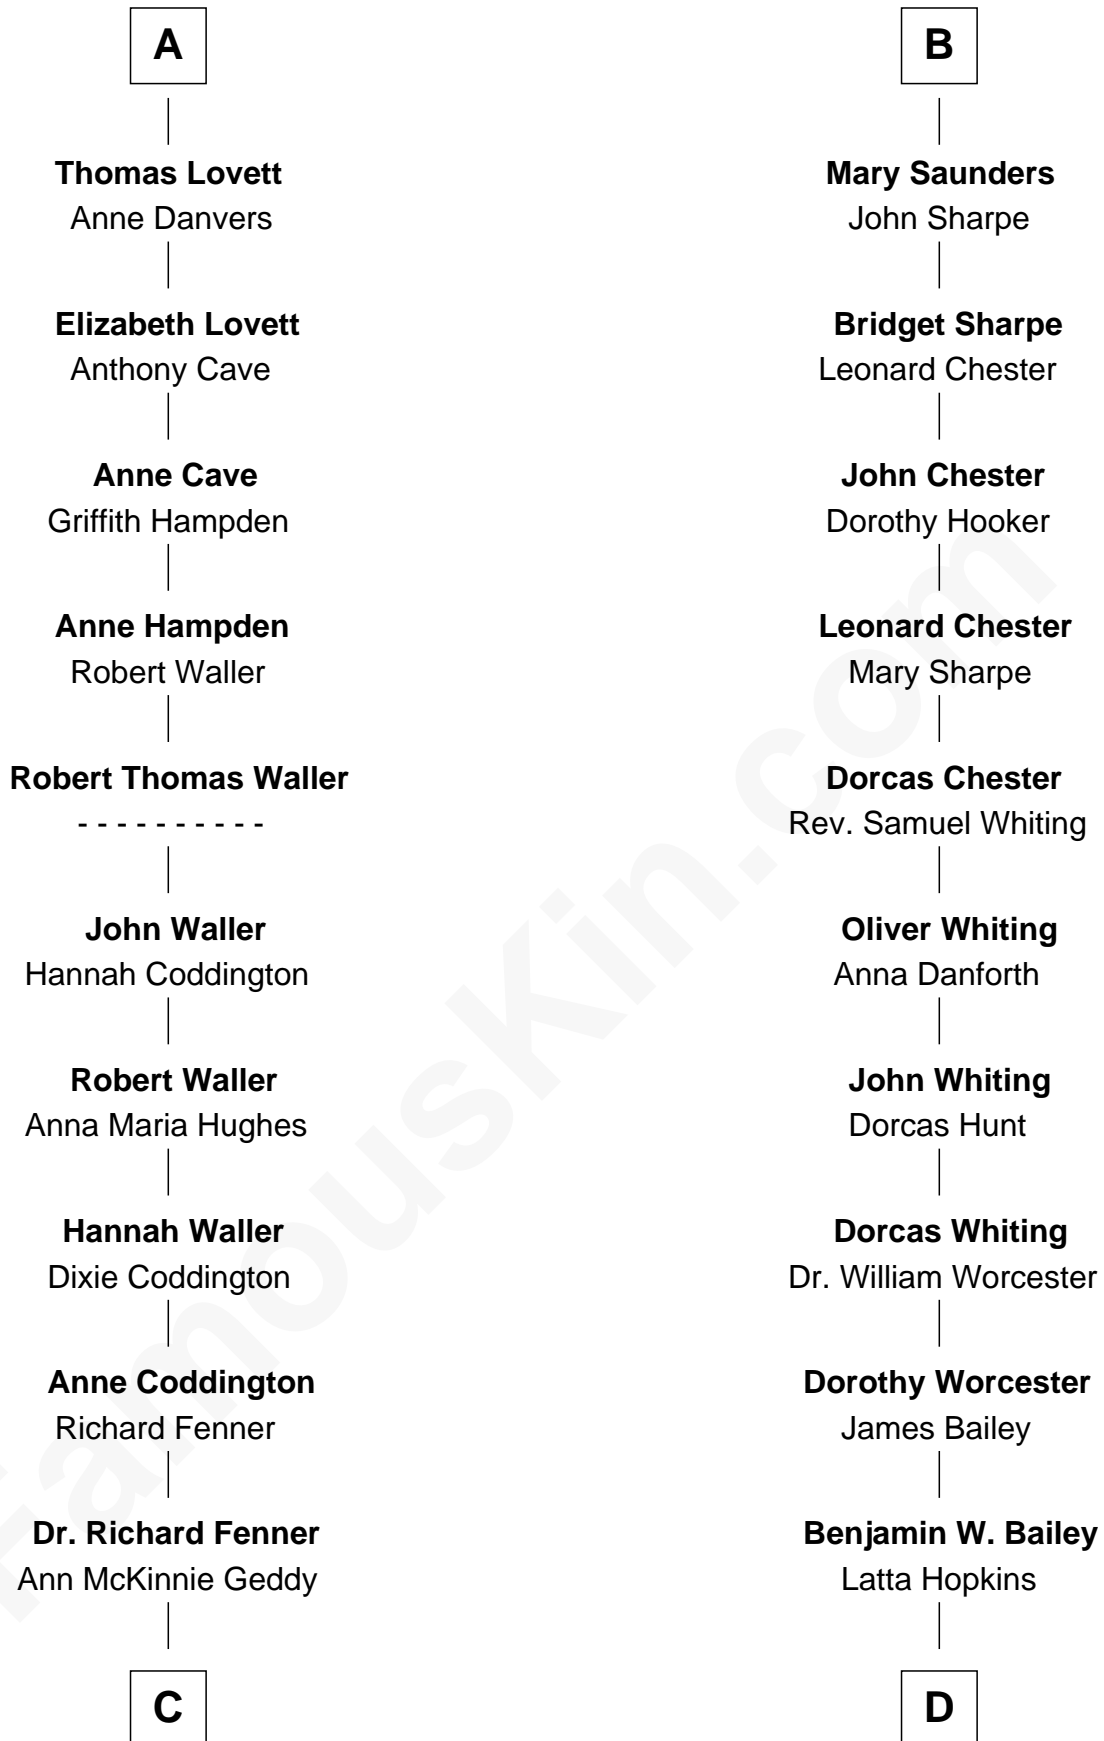 A
Thomas Lovett
Anne Danvers
Elizabeth Lovett
Anthony Cave
Anne Cave
Griffith Hampden
Anne Hampden
Robert Waller
Robert Thomas Waller
- - - - - - - - - -
John Waller
Hannah Coddington
Robert Waller
Anna Maria Hughes
Hannah Waller
Dixie Coddington
Anne Coddington
Richard Fenner
Dr. Richard Fenner
Ann McKinnie Geddy
C
B
Mary Saunders
John Sharpe
Bridget Sharpe
Leonard Chester
John Chester
Dorothy Hooker
Leonard Chester
Mary Sharpe
Dorcas Chester
Rev. Samuel Whiting
Oliver Whiting
Anna Danforth
John Whiting
Dorcas Hunt
Dorcas Whiting
Dr. William Worcester
Dorothy Worcester
James Bailey
Benjamin W. Bailey
Latta Hopkins
D
FamousKin.com